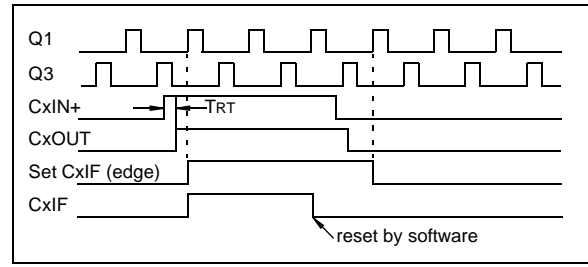 Q1
Q3
CxIN+
TRT
CxOUT
Set CxIF (edge)
CxIF
reset by software